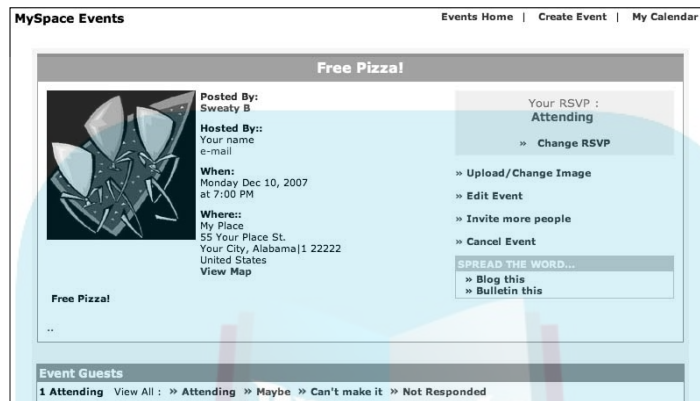 MySpace Events
Events Home | Create Event | My Calendar
Free Pizza!
Posted By:
Sweaty B
Hosted By::
Your name
e-mail
When:
Monday Dec 10, 2007
at 7:00 PM
Where::
My Place
55 Your Place St.
Your City, Alabama|1 22222
United States
View Map
Free Pizza!
..
Your RSVP :
Attending
» Change RSVP
» Upload/Change Image
» Edit Event
» Invite more people
» Cancel Event
SPREAD THE WORD...
» Blog this
» Bulletin this
Event Guests
1 Attending View All : » Attending » Maybe » Can't make it » Not Responded